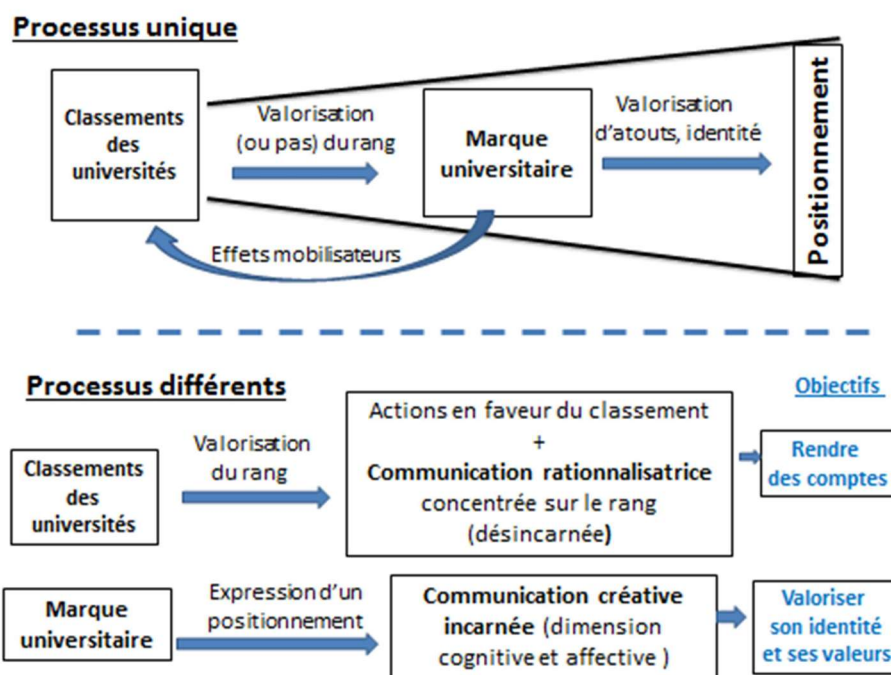 Processus unique
Classements
des
universités
Valorisation
(ou pas) du rang
Marque
universitaire
Valorisation
d'atouts, identité
Positionnement
Effets mobilisateurs
Processus différents
Objectifs
Classements
des
universités
Valorisation
du rang
Actions en faveur du classement
+
Communication rationnalisatrice
concentrée sur le rang
(désincarnée)
Rendre
des comptes
Marque
universitaire
Expression d'un
positionnement
Communication créative
incarnée (dimension
cognitive et affective )
Valoriser
son identité
et ses valeurs